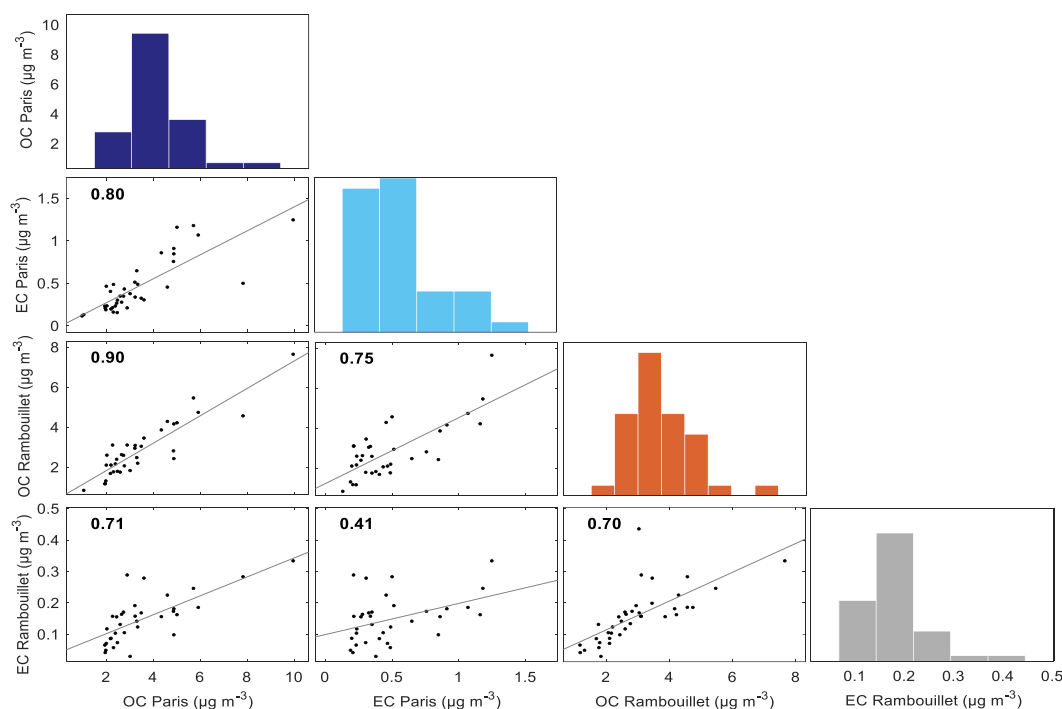 10
8
6
4
2
OC Paris (µg m-3)
0.80
1.5
1
0.5
0
EC Paris (µg m-3)
0.90
0.75
8
6
4
2
OC Rambouillet (µg m-3)
0.71
0.41
0.70
0.5
0.4
0.3
0.2
0.1
EC Rambouillet (µg m-3)
2 4 6 8 10
0 0.5 1 1.5
2 4 6 8
0.1 0.2 0.3 0.4 0.5
OC Paris (µg m-3)
EC Paris (µg m-3)
OC Rambouillet (µg m-3)
EC Rambouillet (µg m-3)